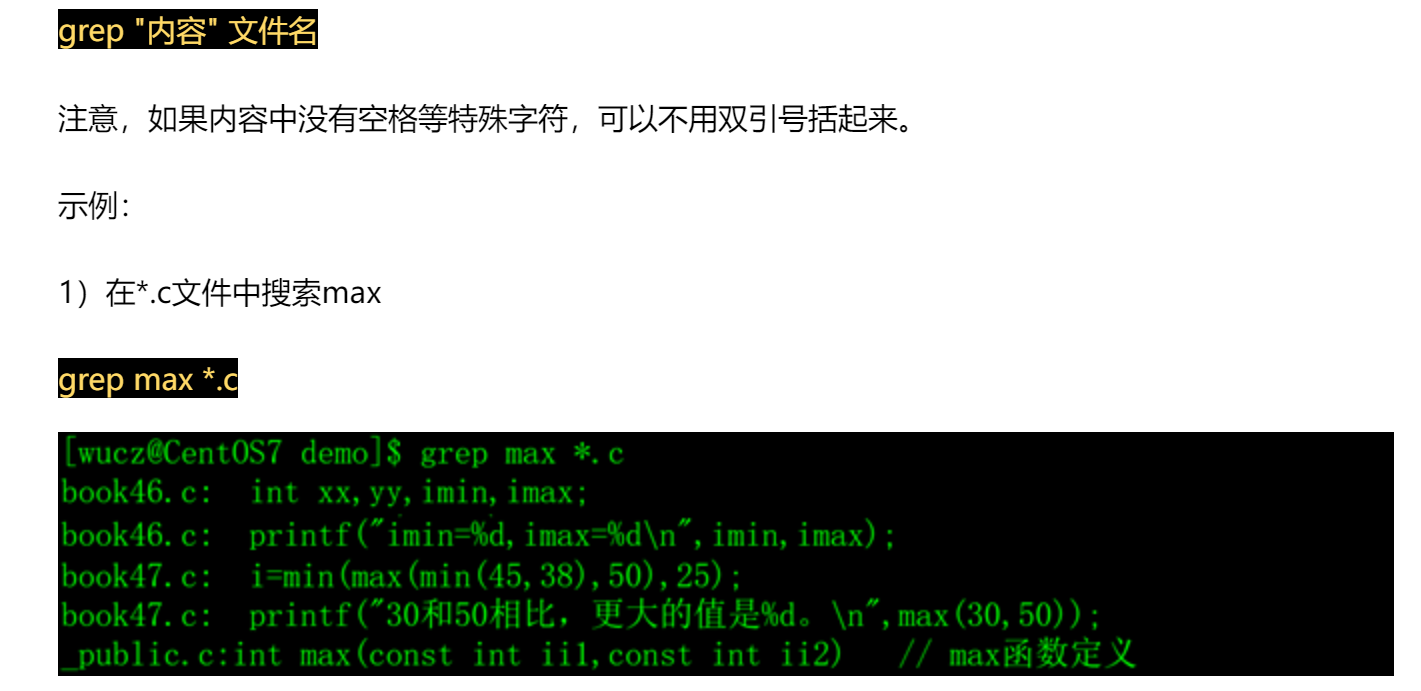 grep "内容" 文件名
注意，如果内容中没有空格等特殊字符，可以不用双引号括起来。
示例：
1）在*.c文件中搜索max
grep max *.c
[wucz@CentOS7 demo]$ grep max *.c
book46.c:  int xx,yy,imin,imax;
book46.c:  printf("imin=%d,imax=%d\n",imin,imax);
book47.c:  i=min(max(min(45,38),50),25);
book47.c:  printf("30和50相比，更大的值是%d。\n",max(30,50));
_public.c:int max(const int ii1,const int ii2)   // max函数定义